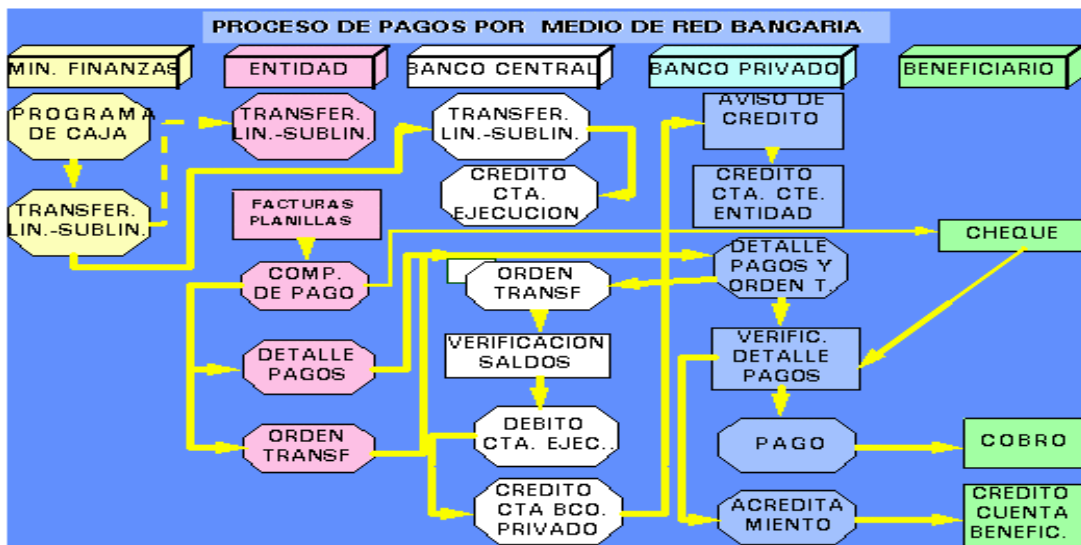 PROCESO DE PAGOS POR MEDIO DE RED BANCARIA
MIN. FINANZAS
ENTIDAD
BANCO CENTRAL
BANCO PRIVADO
BENEFICIARIO
PROGRAMA
DE CAJA
TRANSFER.
LIN.-SUBLIN.
TRANSFER.
LIN.-SUBLIN.
AVISO DE
CREDITO
TRANSFER.
LIN.-SUBLIN.
FACTURAS
PLANILLAS
CREDITO
CTA.
EJECUCION.
CREDITO
CTA. CTE.
ENTIDAD
CHEQUE
COMP.
DE PAGO
ORDEN
TRANSF
DETALLE
PAGOS Y
ORDEN T.
DETALLE
PAGOS
VERIFICACION
SALDOS
VERIFIC.
DETALLE
PAGOS
ORDEN
TRANSF
DEBITO
CTA. EJEC..
PAGO
COBRO
CREDITO
CTA BCO.
PRIVADO
ACREDITA
MIENTO
CREDITO
CUENTA
BENEFIC.